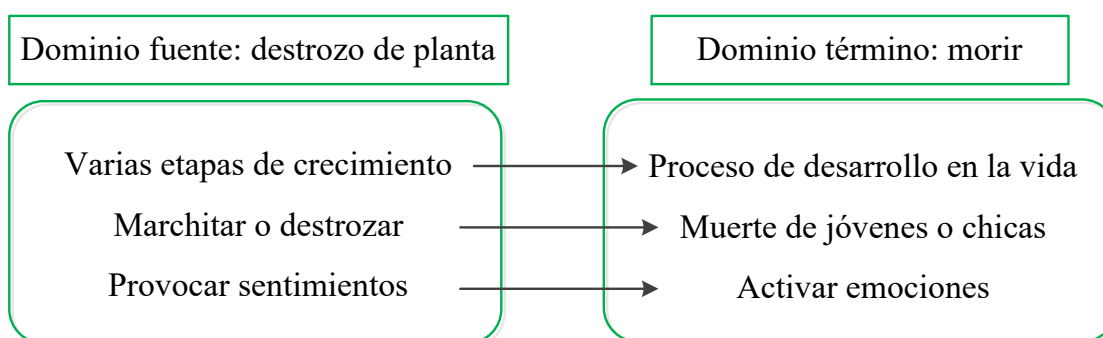 Dominio fuente: destrozo de planta
Dominio término: morir
Varias etapas de crecimiento
Proceso de desarrollo en la vida
Marchitar o destrozar
Muerte de jóvenes o chicas
Provocar sentimientos
Activar emociones